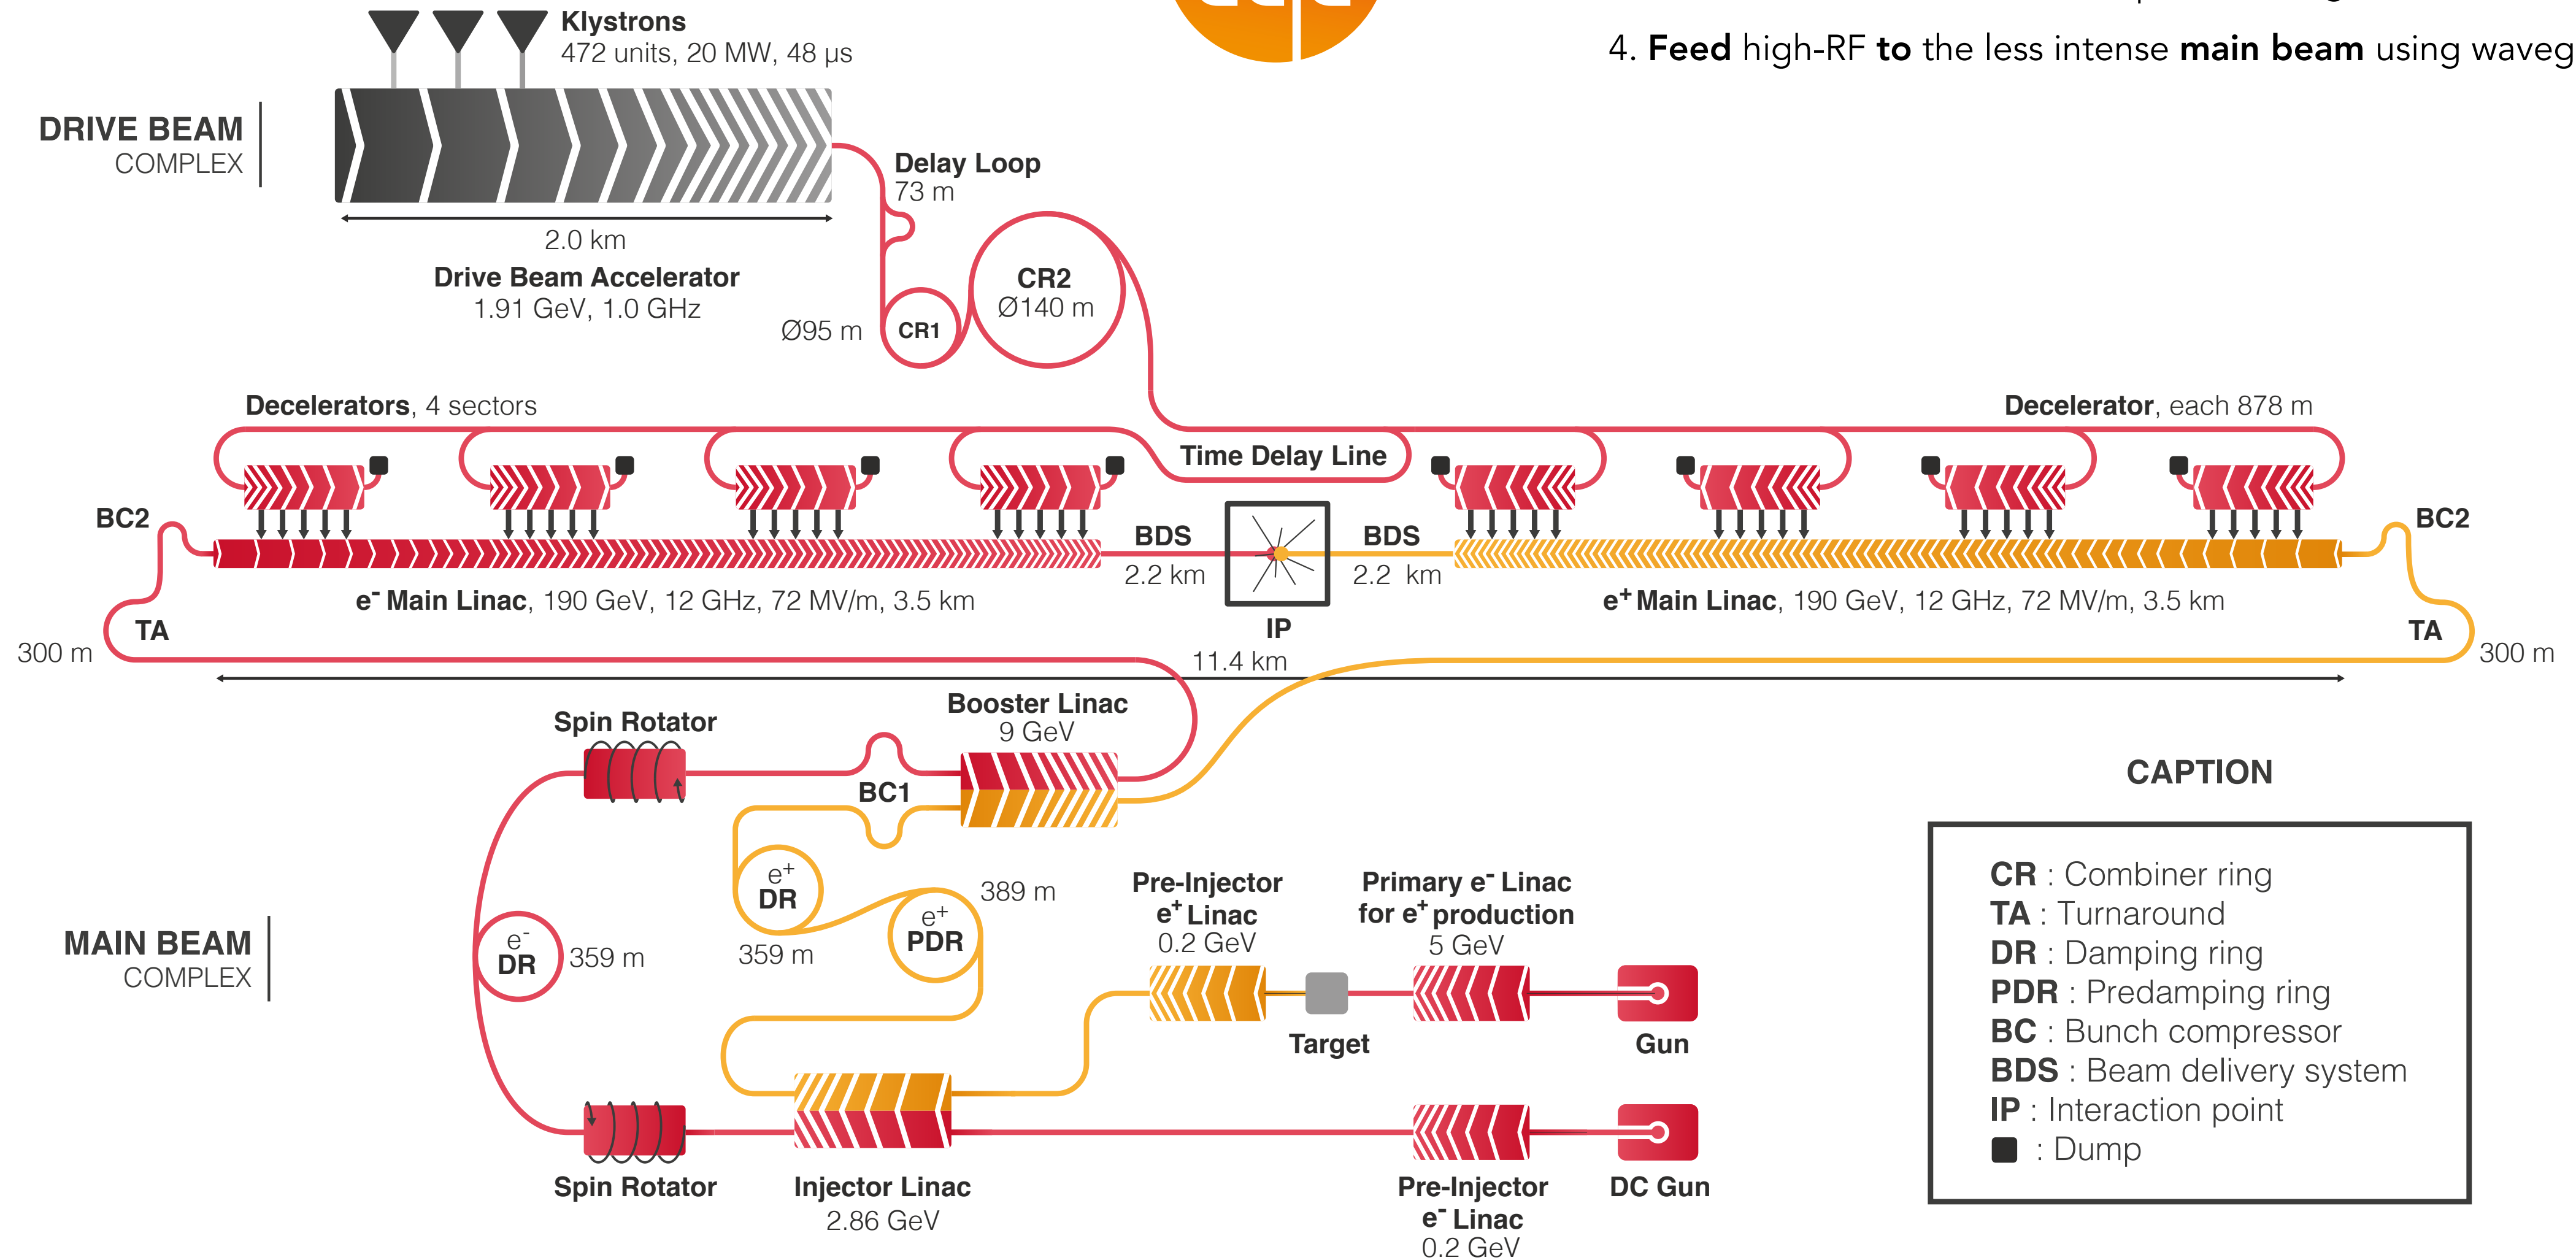 4. Feed high-RF to the less intense main beam using
Klystrons
472 units, 20 MW, 48 µs
DRIVE BEAM
COMPLEX
2.0 km
Drive Beam Accelerator
1.91 GeV, 1.0 GHz
Delay Loop
73 m
CR2
Ø140 m
Ø95 m
CR1
Decelerators, 4 sectors
Decelerator, each 878 m
Time Delay Line
BC2
BDS
2.2 km
BDS
2.2 km
BC2
e- Main Linac, 190 GeV, 12 GHz, 72 MV/m, 3.5 km
e+ Main Linac, 190 GeV, 12 GHz, 72 MV/m, 3.5 km
IP
TA
300 m
TA
300 m
11.4 km
Spin Rotator
Booster Linac
9 GeV
BC1
e+
DR
359 m
e+
PDR
389 m
MAIN BEAM
COMPLEX
e-
DR
359 m
Pre-Injector
e+ Linac
0.2 GeV
Primary e- Linac
for e+ production
5 GeV
Target
Gun
Spin Rotator
Injector Linac
2.86 GeV
Pre-Injector
e- Linac
0.2 GeV
DC Gun
CAPTION
CR : Combiner ring
TA : Turnaround
DR : Damping ring
PDR : Predamping ring
BC : Bunch compressor
BDS : Beam delivery system
IP : Interaction point
: Dump